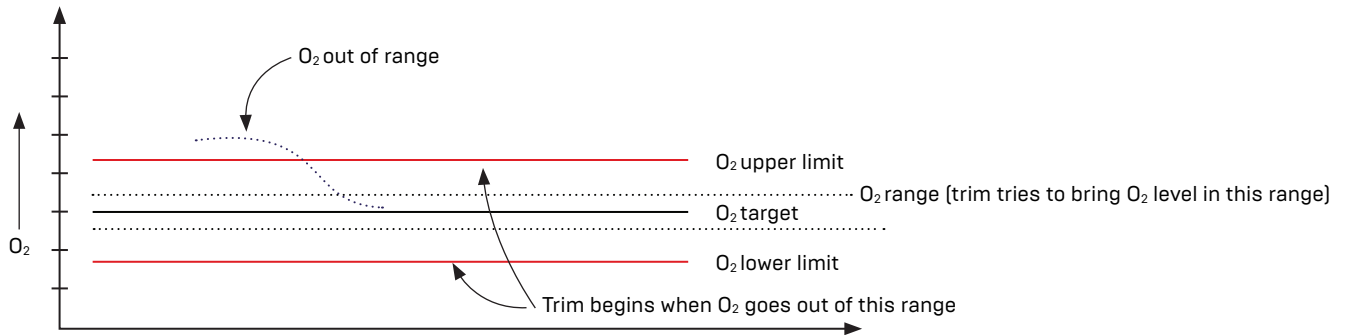 O₂ out of range
O₂ upper limit
O₂ range (trim tries to bring O₂ level in this range)
O₂ target
O₂
O₂ lower limit
Trim begins when O₂ goes out of this range